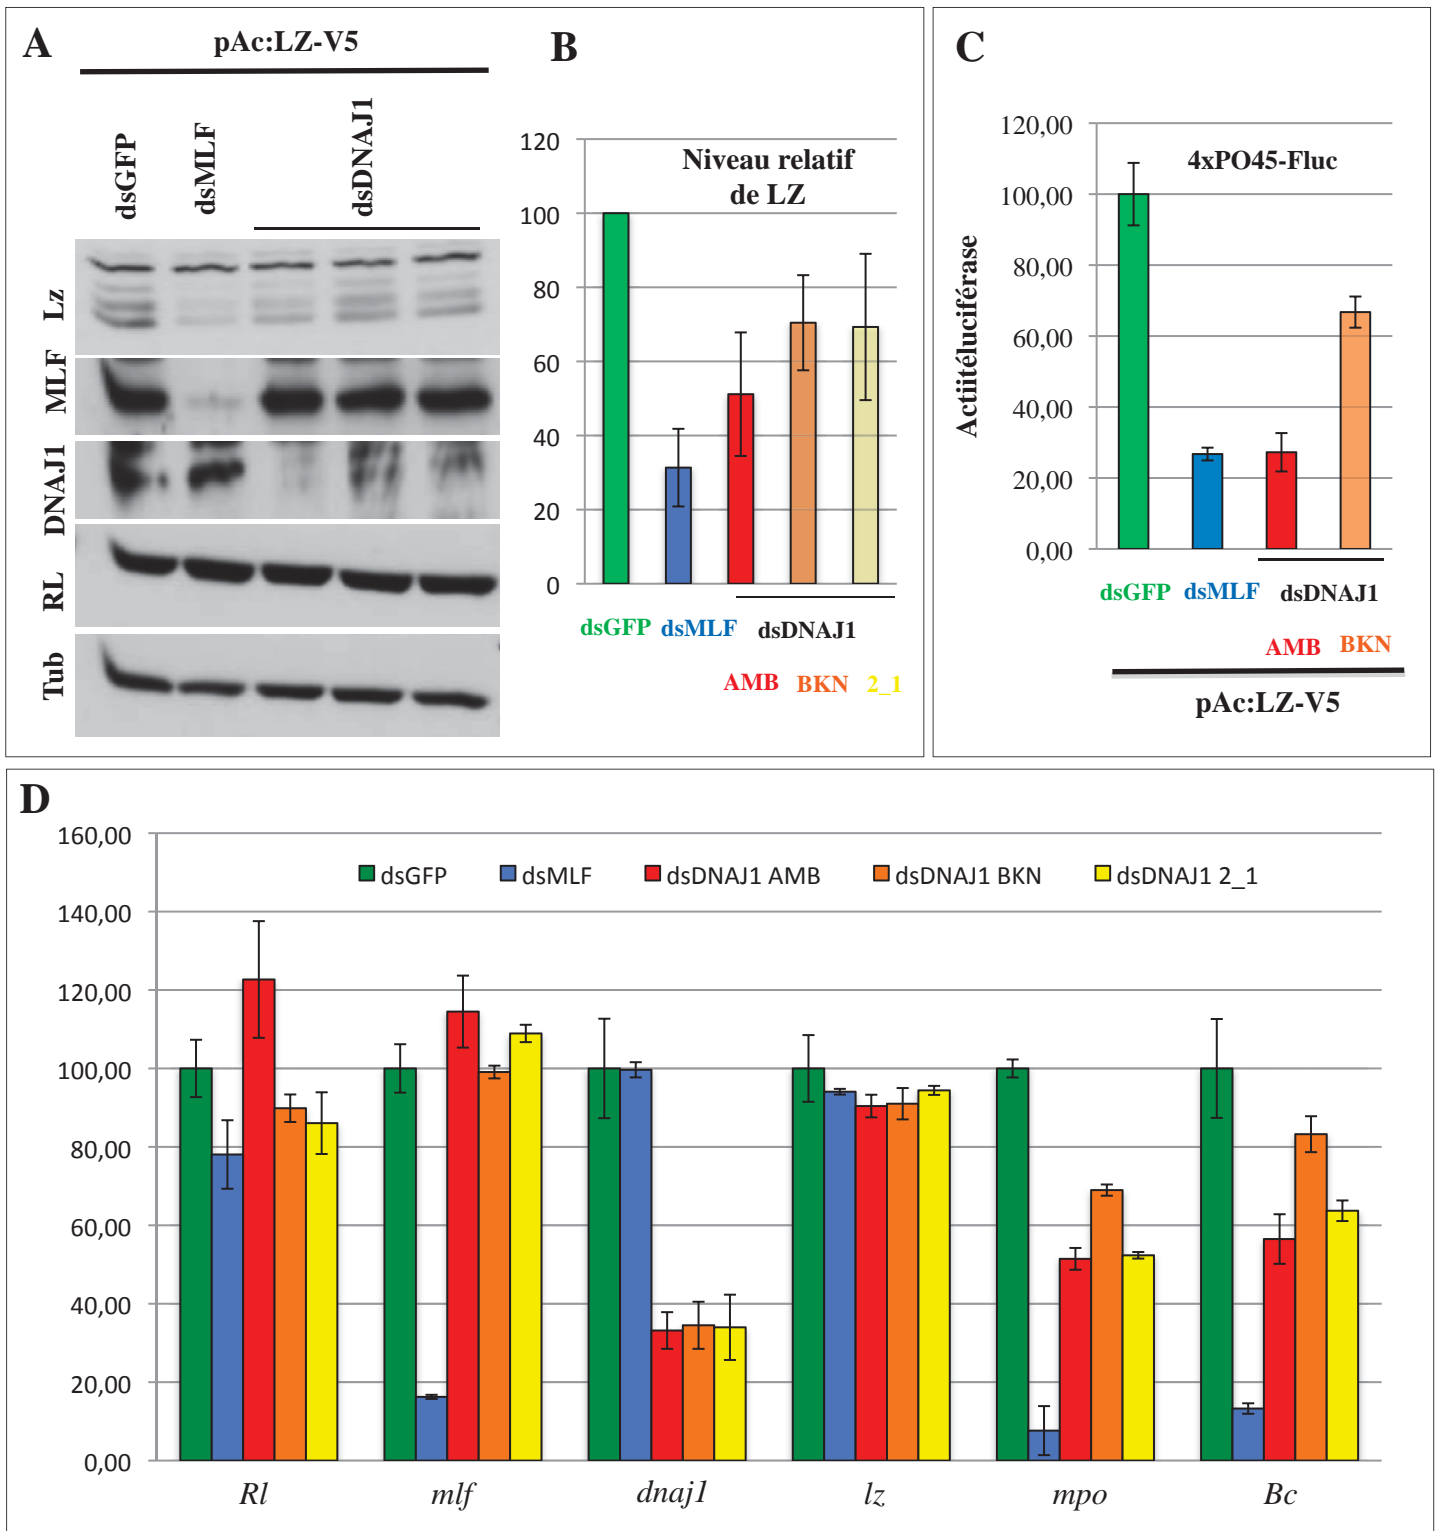 A
pAc:LZ-V5
dsGFP
dsMLF
dsDNAJ1
Lz
MLF
DNAJ1
RL
Tub
B
Niveau relatif
de LZ
120
100
80
60
40
20
0
dsGFP dsMLF dsDNAJ1
AMB BKN 2_1
C
4xPO45-Fluc
Actiitéluciférase
120,00
100,00
80,00
60,00
40,00
20,00
0,00
dsGFP dsMLF dsDNAJ1
AMB BKN
pAc:LZ-V5
D
160,00
140,00
120,00
100,00
80,00
60,00
40,00
20,00
0,00
dsGFP dsMLF dsDNAJ1 AMB dsDNAJ1 BKN dsDNAJ1 2_1
Rl mlf dnaj1 lz mpo Bc